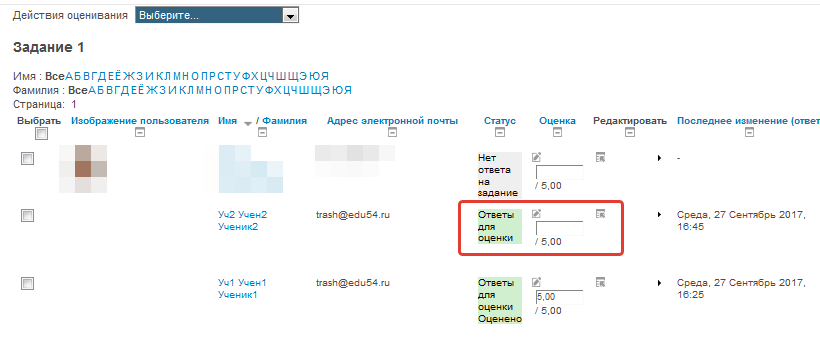 Действия оценивания Выберите...
Задание 1
Имя : Все А Б В Г Д Е Ё Ж З И К Л М Н О П Р С Т У Ф Х Ц Ч Ш Щ Э Ю Я
Фамилия : Все А Б В Г Д Е Ё Ж З И К Л М Н О П Р С Т У Ф Х Ц Ч Ш Щ Э Ю Я
Страница: 1
Выбрать Изображение пользователя Имя / Фамилия Адрес электронной почты Статус Оценка Редактировать Последнее изменение (ответ
Нет
ответа
на
задание / 5,00 -
Уч2 Учен2 trash@edu54.ru Ответы Среда, 27 Сентябрь 2017,
Ученик2 для 16:45
оценки / 5,00
Уч1 Учен1 trash@edu54.ru Ответы Среда, 27 Сентябрь 2017,
Ученик1 для 5,00 16:25
оценки / 5,00
Оценено